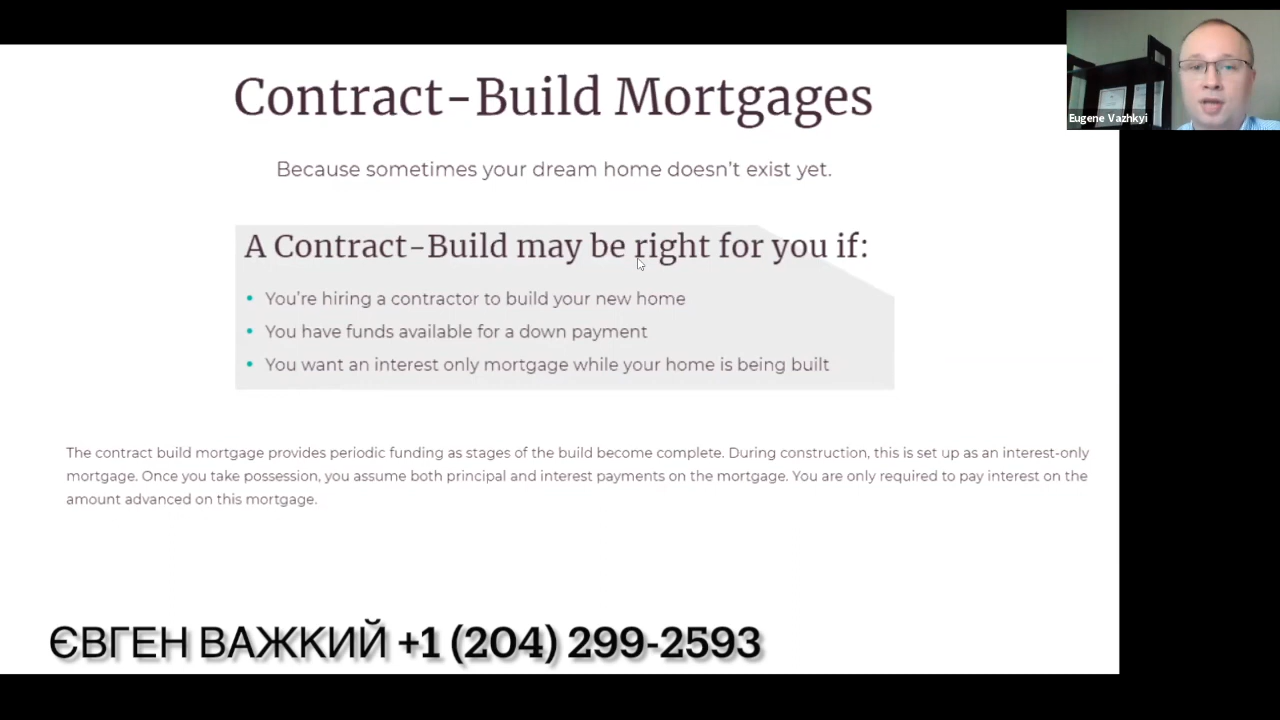 Contract-Build Mortgages
Because sometimes your dream home doesn't exist yet.
A Contract-Build may be right for you if:
• You're hiring a contractor to build your new home
• You have funds available for a down payment
• You want an interest only mortgage while your home is being built
The contract build mortgage provides periodic funding as stages of the build become complete. During construction, this is set up as an interest-only
mortgage. Once you take possession, you assume both principal and interest payments on the mortgage. You are only required to pay interest on the
amount advanced on this mortgage.
ЄВГЕН ВАЖКИЙ +1 (204) 299-2593
Eugene Vazhkyi